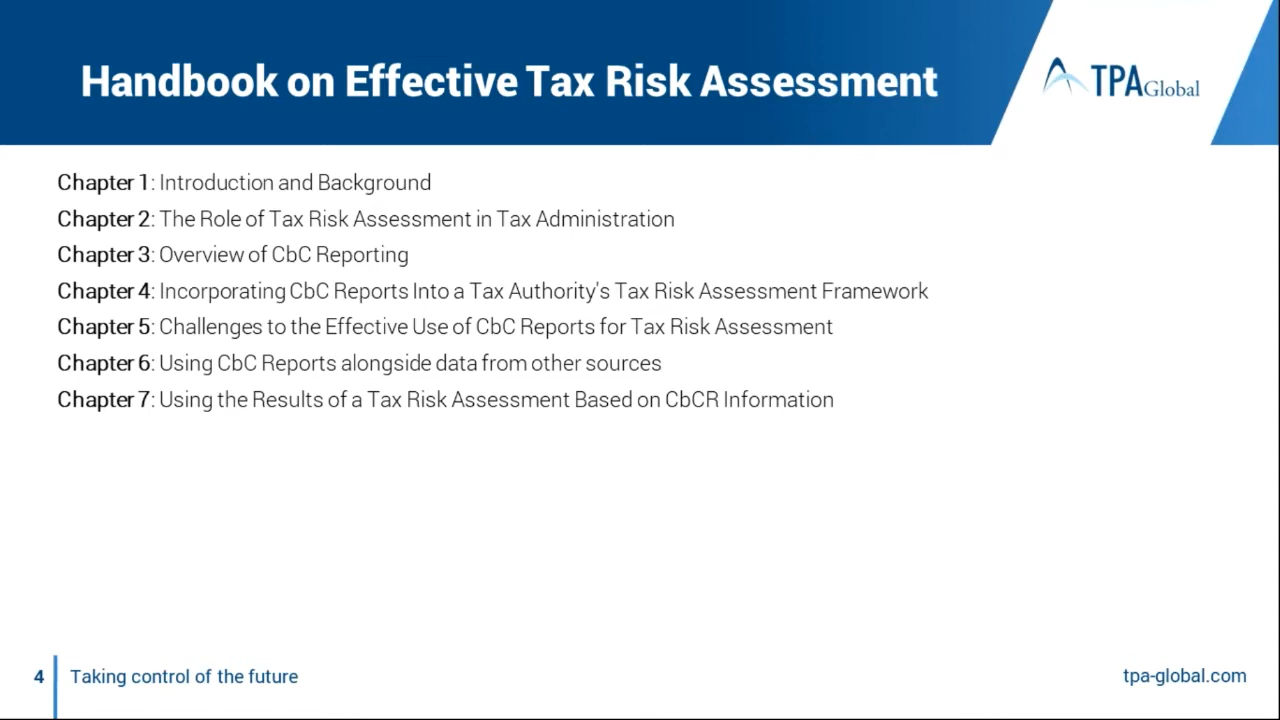 Handbook on Effective Tax Risk Assessment
TPA Global
Chapter 1: Introduction and Background
Chapter 2: The Role of Tax Risk Assessment in Tax Administration
Chapter 3: Overview of CbC Reporting
Chapter 4: Incorporating CbC Reports Into a Tax Authority's Tax Risk Assessment Framework
Chapter 5: Challenges to the Effective Use of CbC Reports for Tax Risk Assessment
Chapter 6: Using CbC Reports alongside data from other sources
Chapter 7: Using the Results of a Tax Risk Assessment Based on CbCR Information
4 Taking control of the future
tpa-global.com